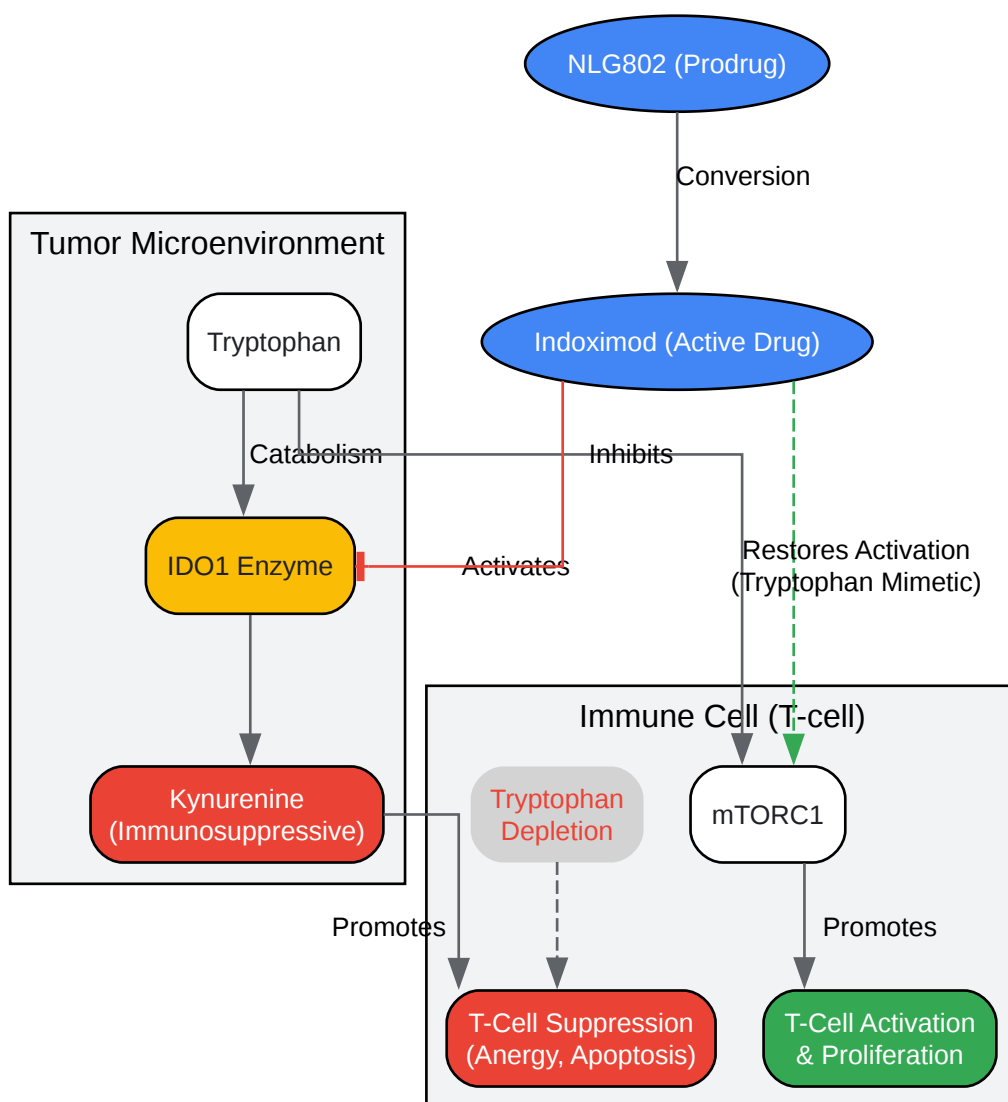 NLG802 (Prodrug)
Conversion
Tumor Microenvironment
Tryptophan
Indoximod (Active Drug)
Catabolism
Inhibits
IDO1 Enzyme
Activates
Restores Activation
(Tryptophan Mimetic)
Immune Cell (T-cell)
Kynurenine
(Immunosuppressive)
Tryptophan
Depletion
mTORC1
Promotes
Promotes
T-Cell Suppression
(Anergy, Apoptosis)
T-Cell Activation
& Proliferation